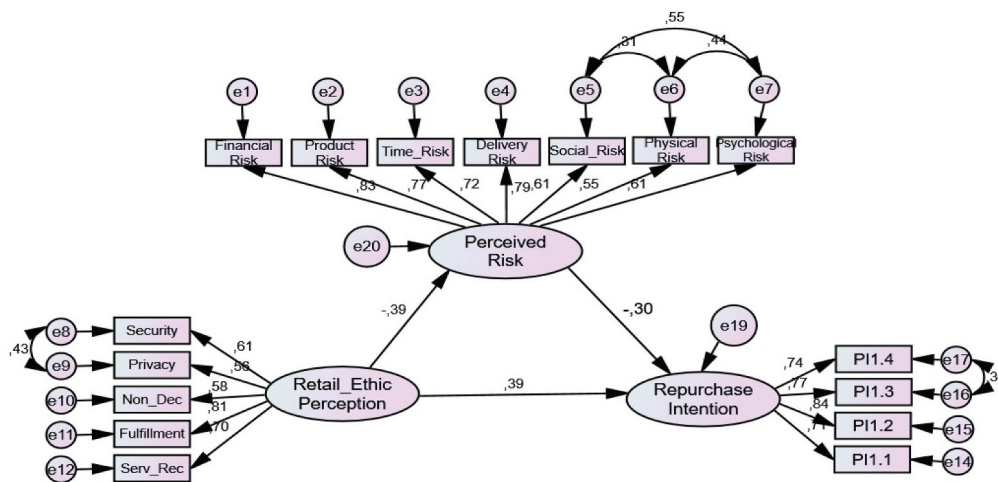 ,55
,31
,44
e1
e2
e3
e4
e5
e6
e7
Financial
Risk
Product
Risk
Time_Risk
Delivery
Risk
Social_Risk
Physical
Risk
Psychological
Risk
,83
,77
,72
,79
,61
,55
,61
e20
Perceived
Risk
-,39
-,30
e19
,43
e8
Security
e9
Privacy
e10
Non_Dec
e11
Fulfillment
e12
Serv_Rec
,61
,56
,58
,81
,70
Retail_Ethic
Perception
,39
Repurchase
Intention
,74
,77
,84
,71
PI1.4
PI1.3
PI1.2
PI1.1
e17
e16
e15
e14